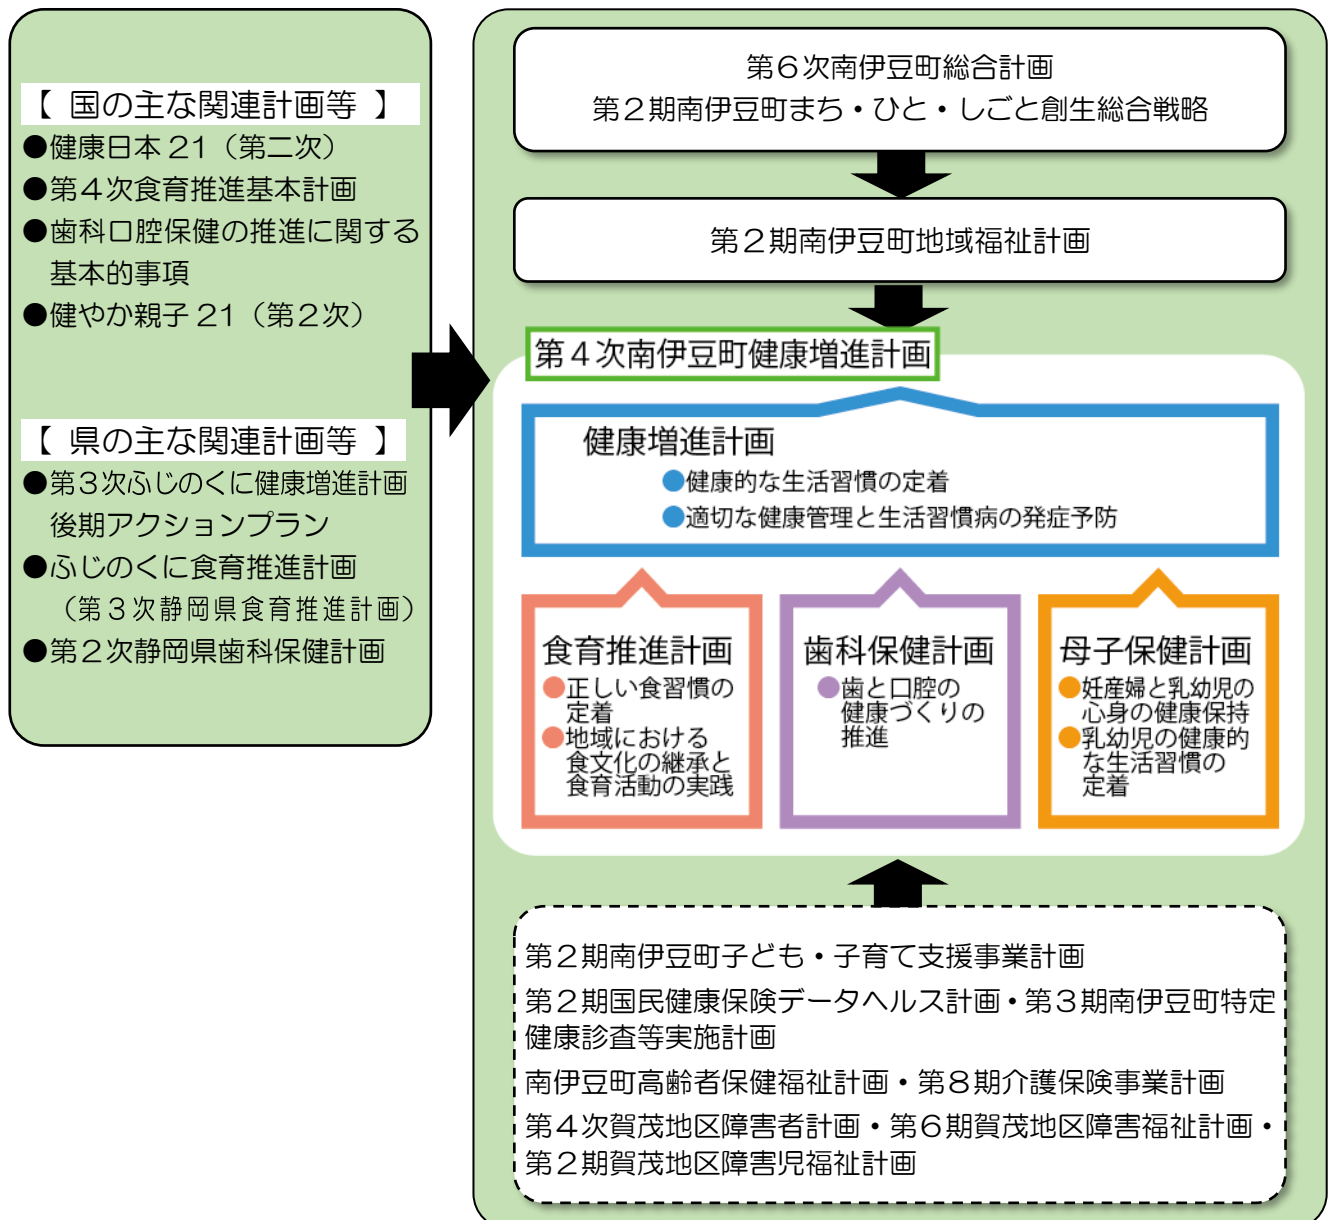 【 国の主な関連計画等 】
●健康日本21（第二次）
●第４次食育推進基本計画
●歯科口腔保健の推進に関する
基本的事項
●健やか親子21（第２次）
【 県の主な関連計画等 】
●第３次ふじのくに健康増進計画
後期アクションプラン
●ふじのくに食育推進計画
（第３次静岡県食育推進計画）
●第２次静岡県歯科保健計画
第６次南伊豆町総合計画
第２期南伊豆町まち・ひと・しごと創生総合戦略
第２期南伊豆町地域福祉計画
第４次南伊豆町健康増進計画
健康増進計画
●健康的な生活習慣の定着
●適切な健康管理と生活習慣病の発症予防
食育推進計画
●正しい食習慣の
定着
●地域における
食文化の継承と
食育活動の実践
歯科保健計画
●歯と口腔の
健康づくりの
推進
母子保健計画
●妊産婦と乳幼児の
心身の健康保持
●乳幼児の健康的
な生活習慣の
定着
第２期南伊豆町子ども・子育て支援事業計画
第２期国民健康保険データヘルス計画・第３期南伊豆町特定
健康診査等実施計画
南伊豆町高齢者保健福祉計画・第８期介護保険事業計画
第４次賀茂地区障害者計画・第６期賀茂地区障害福祉計画・
第２期賀茂地区障害児福祉計画